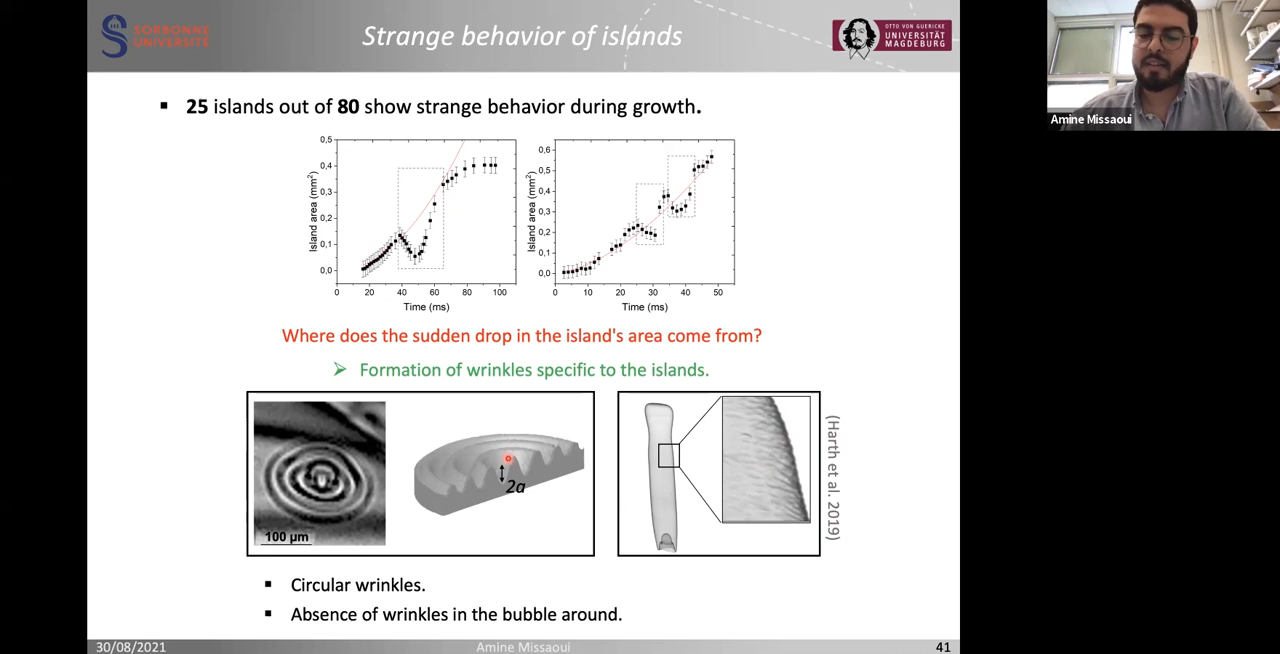 SORBONNE
UNIVERSITÉ
Strange behavior of islands
OTTO VON GUERICKE
UNIVERSITÄT
MAGDEBURG
Amine Missaoui
25 islands out of 80 show strange behavior during growth.
0,5
0,4
0,3
0,2
0,1
0,0
Island area (mm²)
0 20 40 60 80 100
Time (ms)
0,6
0,5
0,4
0,3
0,2
0,1
0,0
Island area (mm²)
0 10 20 30 40 50
Time (ms)
Where does the sudden drop in the island's area come from?
Formation of wrinkles specific to the islands.
100 µm
2a
(Harth et al. 2019)
Circular wrinkles.
Absence of wrinkles in the bubble around.
30/08/2021
Amine Missaoui
41